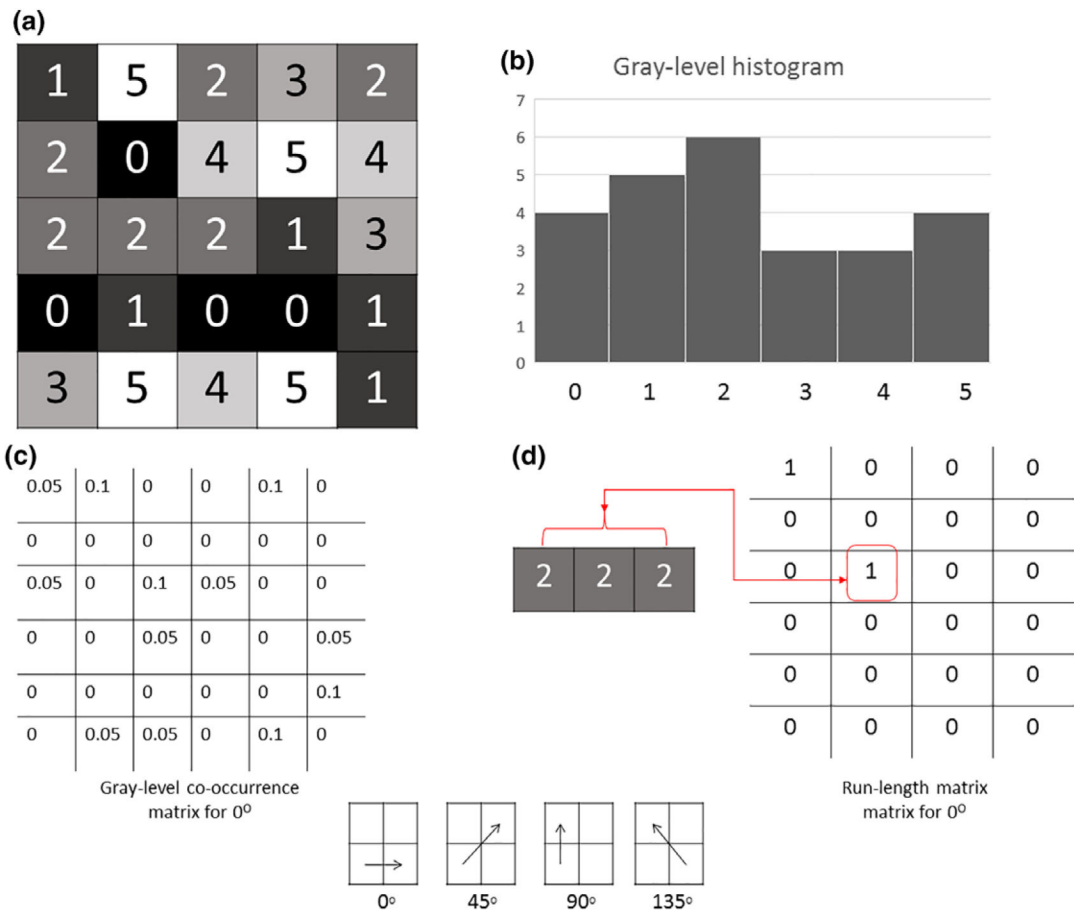 (a)
1 5 2 3 2
2 0 4 5 4
2 2 2 1 3
0 1 0 0 1
3 5 4 5 1
(b)
Gray-level histogram
7
6
5
4
3
2
1
0
0 1 2 3 4 5
(c)
0.05 0.1 0 0 0.1 0
0 0 0 0 0 0
0.05 0 0.1 0.05 0 0
0 0 0.05 0 0 0.05
0 0 0 0 0 0.1
0 0.05 0.05 0 0.1 0
Gray-level co-occurrence
matrix for 0⁰
(d)
2 2 2
1 0 0 0
0 0 0 0
0 1 0 0
0 0 0 0
0 0 0 0
0 0 0 0
Run-length matrix
matrix for 0⁰
0º 45º 90º 135º